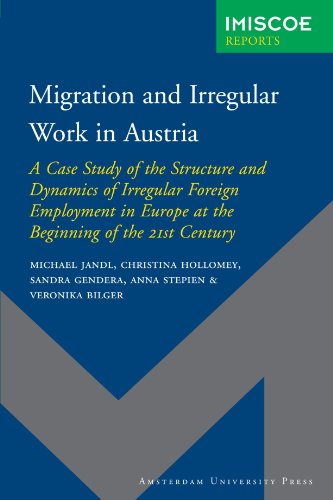 IMISCOE
REPORTS
Migration and Irregular
Work in Austria
A Case Study of the Structure and
Dynamics of Irregular Foreign
Employment in Europe at the
Beginning of the 21st Century
MICHAEL JANDL, CHRISTINA HOLLOMEY,
SANDRA GENDERA, ANNA STEPIEN &
VERONIKA BILGER
AMSTERDAM UNIVERSITY PRESS